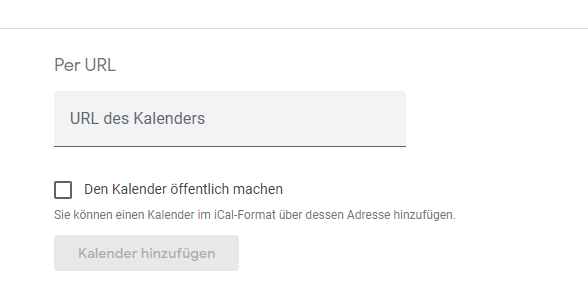 Per URL
URL des Kalenders
Den Kalender öffentlich machen
Sie können einen Kalender im iCal-Format über dessen Adresse hinzufügen.
Kalender hinzufügen